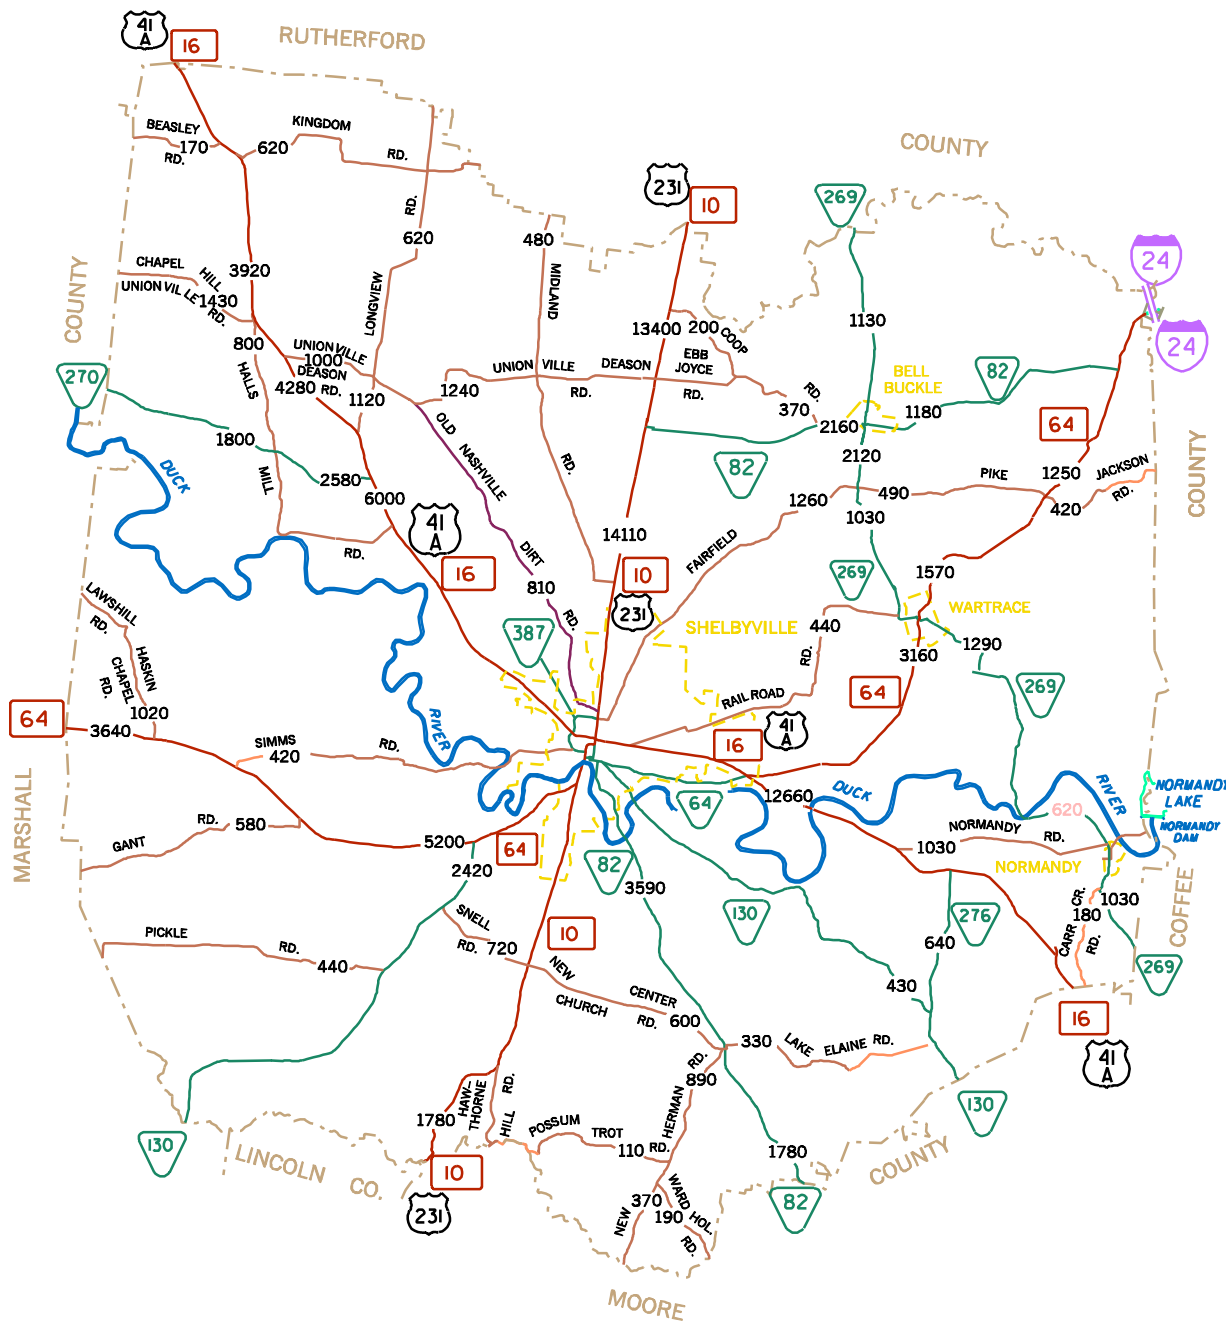 41
A
16
RUTHERFORD
COUNTY
BEASLEY
170
RD.
620
KINGDOM
RD.
RD.
620
231
10
269
24
24
480
MIDLAND
3920
CHAPEL
HILL
UNIONVILLE
1430
RD.
COUNTY
800
LONGVIEW
UNIONVILLE
1000
DEASON
RD.
4280
1120
1240
UNION VILLE
DEASON
RD.
RD.
13400
200
COOP
EBB
JOYCE
RD.
370
1130
BELL
BUCKLE
82
1180
2160
2120
64
270
HALLS
MILL
RD.
1800
2580
6000
DUCK
OLD
NASHVILLE
DIRT
810
RD.
RD.
82
1260
490
PIKE
1250
JACKSON
RD.
420
COUNTY
1030
14110
FAIRFIELD
41
A
16
10
231
269
1570
WARTRACE
LAWSHILL
RD.
HASKIN
CHAPEL
RD.
1020
387
SHELBYVILLE
440
RD.
3160
1290
269
64
3640
64
RAIL ROAD
41
A
16
SIMMS
RD.
420
RIVER
MARSHALL
12660
DUCK
RIVER
NORMANDY
LAKE
NORMANDY
DAM
620
64
GANT
RD.
580
5200
64
2420
82
3590
NORMANDY
RD.
1030
NORMANDY
COFFEE
130
276
CARR CR.
RD.
180
1030
640
269
SNELL
RD.
720
10
PICKLE
RD.
440
NEW
CENTER
CHURCH
RD.
600
430
16
41
A
330
LAKE
ELAINE RD.
RD.
890
HERMAN
130
HAW-
THORNE
HILL
RD.
1780
POSSUM
TROT
110
RD.
130
LINCOLN CO.
10
231
1780
82
COUNTY
WARD HOL.
RD.
370
190
NEW
MOORE